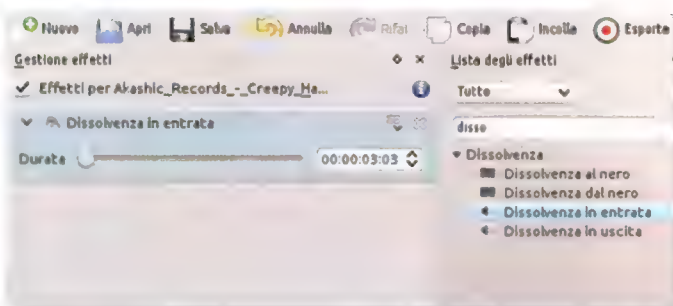 Nuovo Apri Salva Annulla Rifai Copia Incolla Esporta
Gestione effetti
✓ Effetti per Akashic_Records_-_Creepy_Ha...
Dissolvenza in entrata
Durata 00:00:03:03
Lista degli effetti
Tutto
disso
Dissolvenza
Dissolvenza al nero
Dissolvenza dal nero
Dissolvenza in entrata
Dissolvenza in uscita